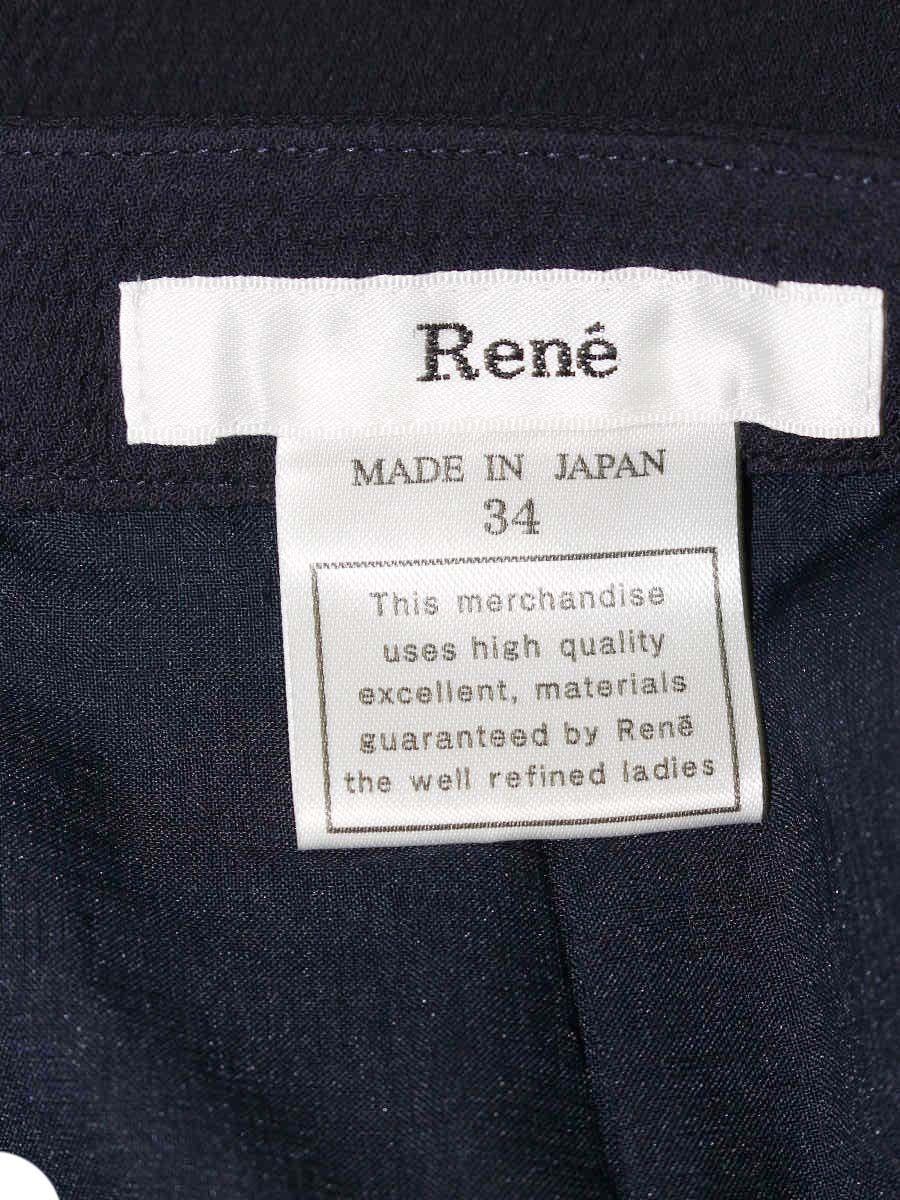 René
MADE IN JAPAN
34
This merchandise
uses high quality
excellent, materials
guaranteed by René
the well refined ladies